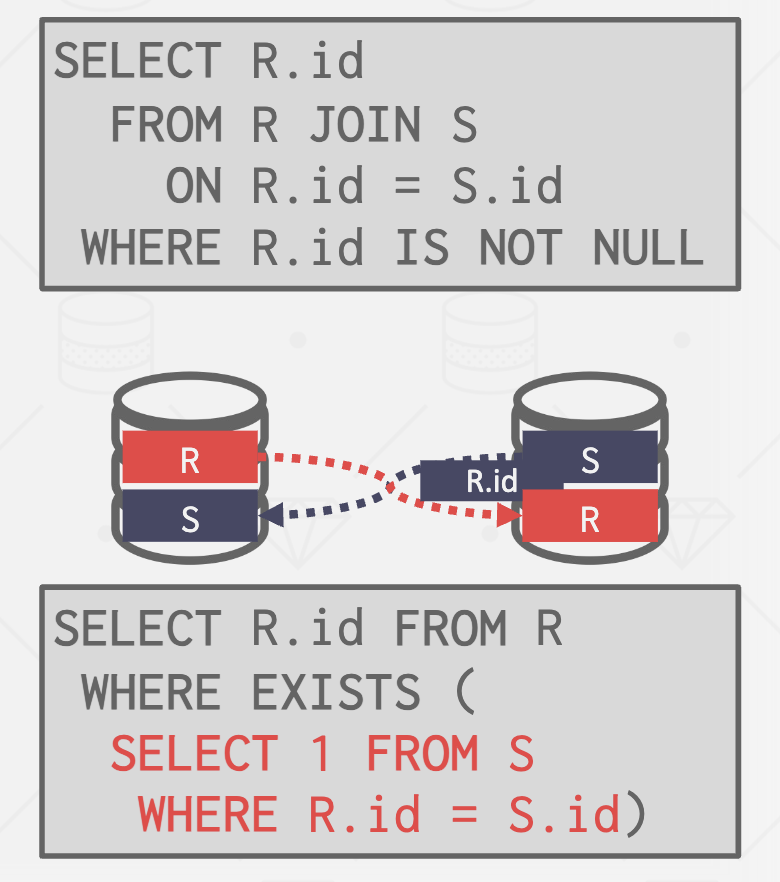 SELECT R.id
FROM R JOIN S
ON R.id = S.id
WHERE R.id IS NOT NULL
R
S
S
R.id
R
SELECT R.id FROM R
WHERE EXISTS (
SELECT 1 FROM S
WHERE R.id = S.id)